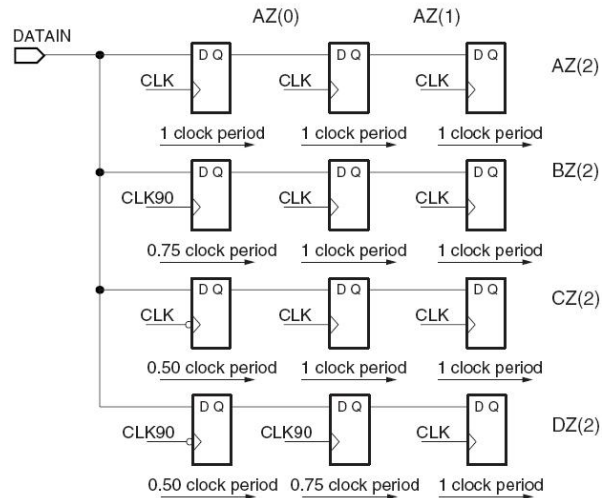 AZ(0) AZ(1)
DATAIN
D Q D Q D Q AZ(2)
CLK CLK CLK
1 clock period 1 clock period 1 clock period
D Q D Q D Q BZ(2)
CLK90 CLK CLK
0.75 clock period 1 clock period 1 clock period
D Q D Q D Q CZ(2)
CLK CLK CLK
0.50 clock period 1 clock period 1 clock period
D Q D Q D Q DZ(2)
CLK90 CLK90 CLK
0.50 clock period 0.75 clock period 1 clock period